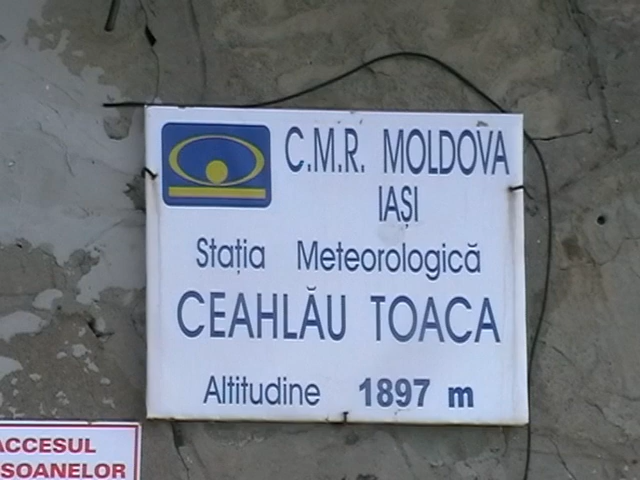 C.M.R. MOLDOVA
IAȘI
Stația Meteorologică
CEAHLĂU TOACA
Altitudine 1897 m
ACCESUL
SOANELOR